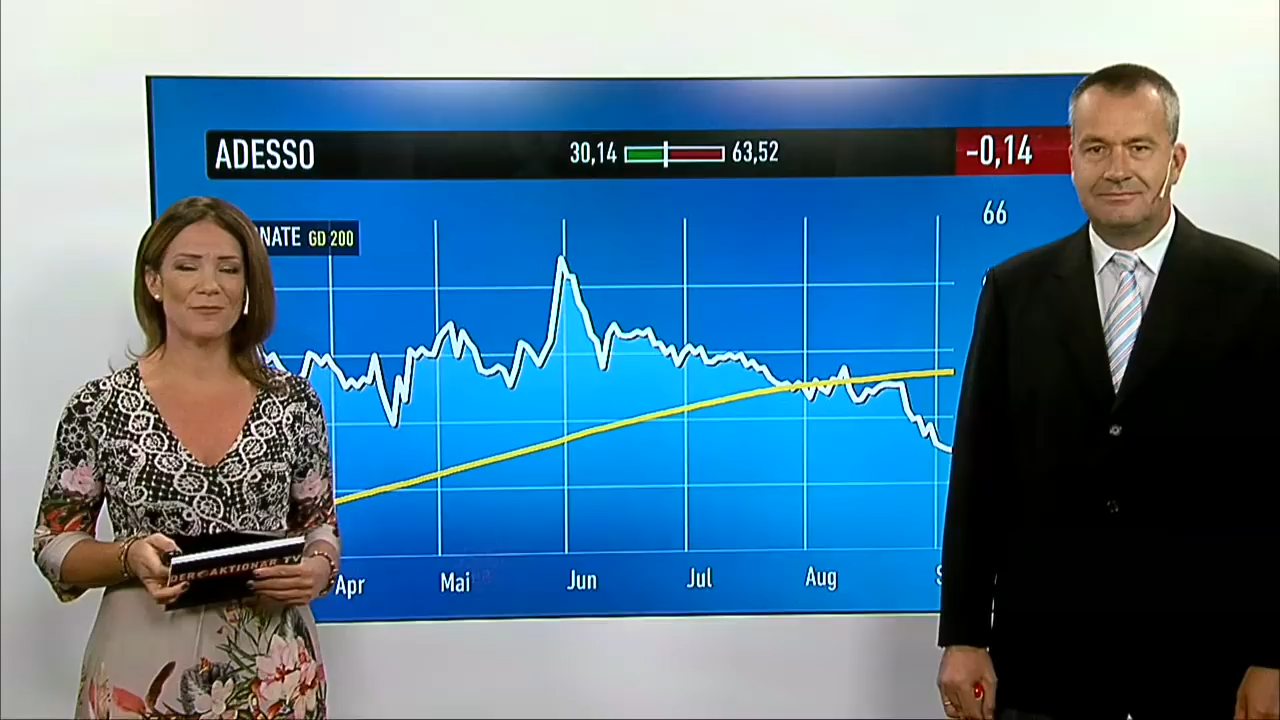 ADESSO 30,14 63,52 -0,14
66
NATE GD 200
Apr Mai Jun Jul Aug S
DER AKTIONÄR TV